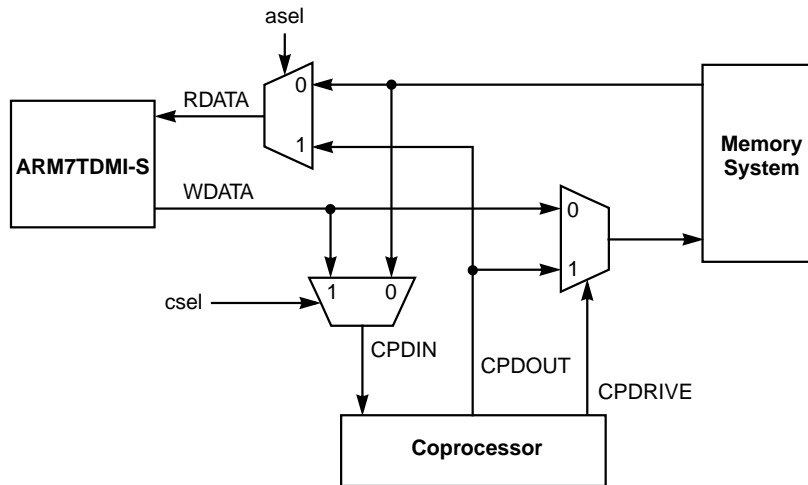 asel
0
RDATA
1
ARM7TDMI-S
Memory
System
WDATA
0
1
1 0
csel
CPDIN
CPDOUT
CPDRIVE
Coprocessor